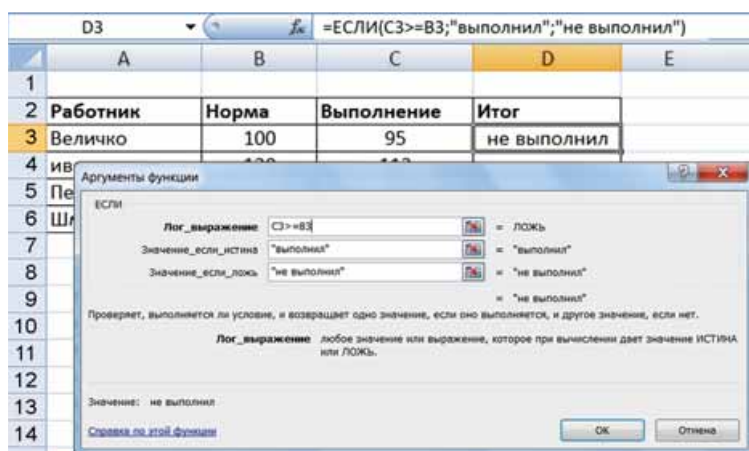 D3 fx =ЕСЛИ(C3>=B3;"выполнил";"не выполнил")
A B C D E
1
2 Работник Норма Выполнение Итог
3 Величко 100 95 не выполнил
4 ив
5 Пе
6
7
8
9
10
11
12
13
14
Аргументы функции
ЕСЛИ
Лог_выражение C3>=B3 = ЛОЖЬ
Значение_если_истина "выполнил" = "выполнил"
Значение_если_ложь "не выполнил" = "не выполнил"
= "не выполнил"
Проверяет, выполняется ли условие, и возвращает одно значение, если оно выполняется, и другое значение, если нет.
Лог_выражение любое значение или выражение, которое при вычислении дает значение ИСТИНА
или ЛОЖЬ.
Значение: не выполнил
Справка по этой функции ОК Отмена